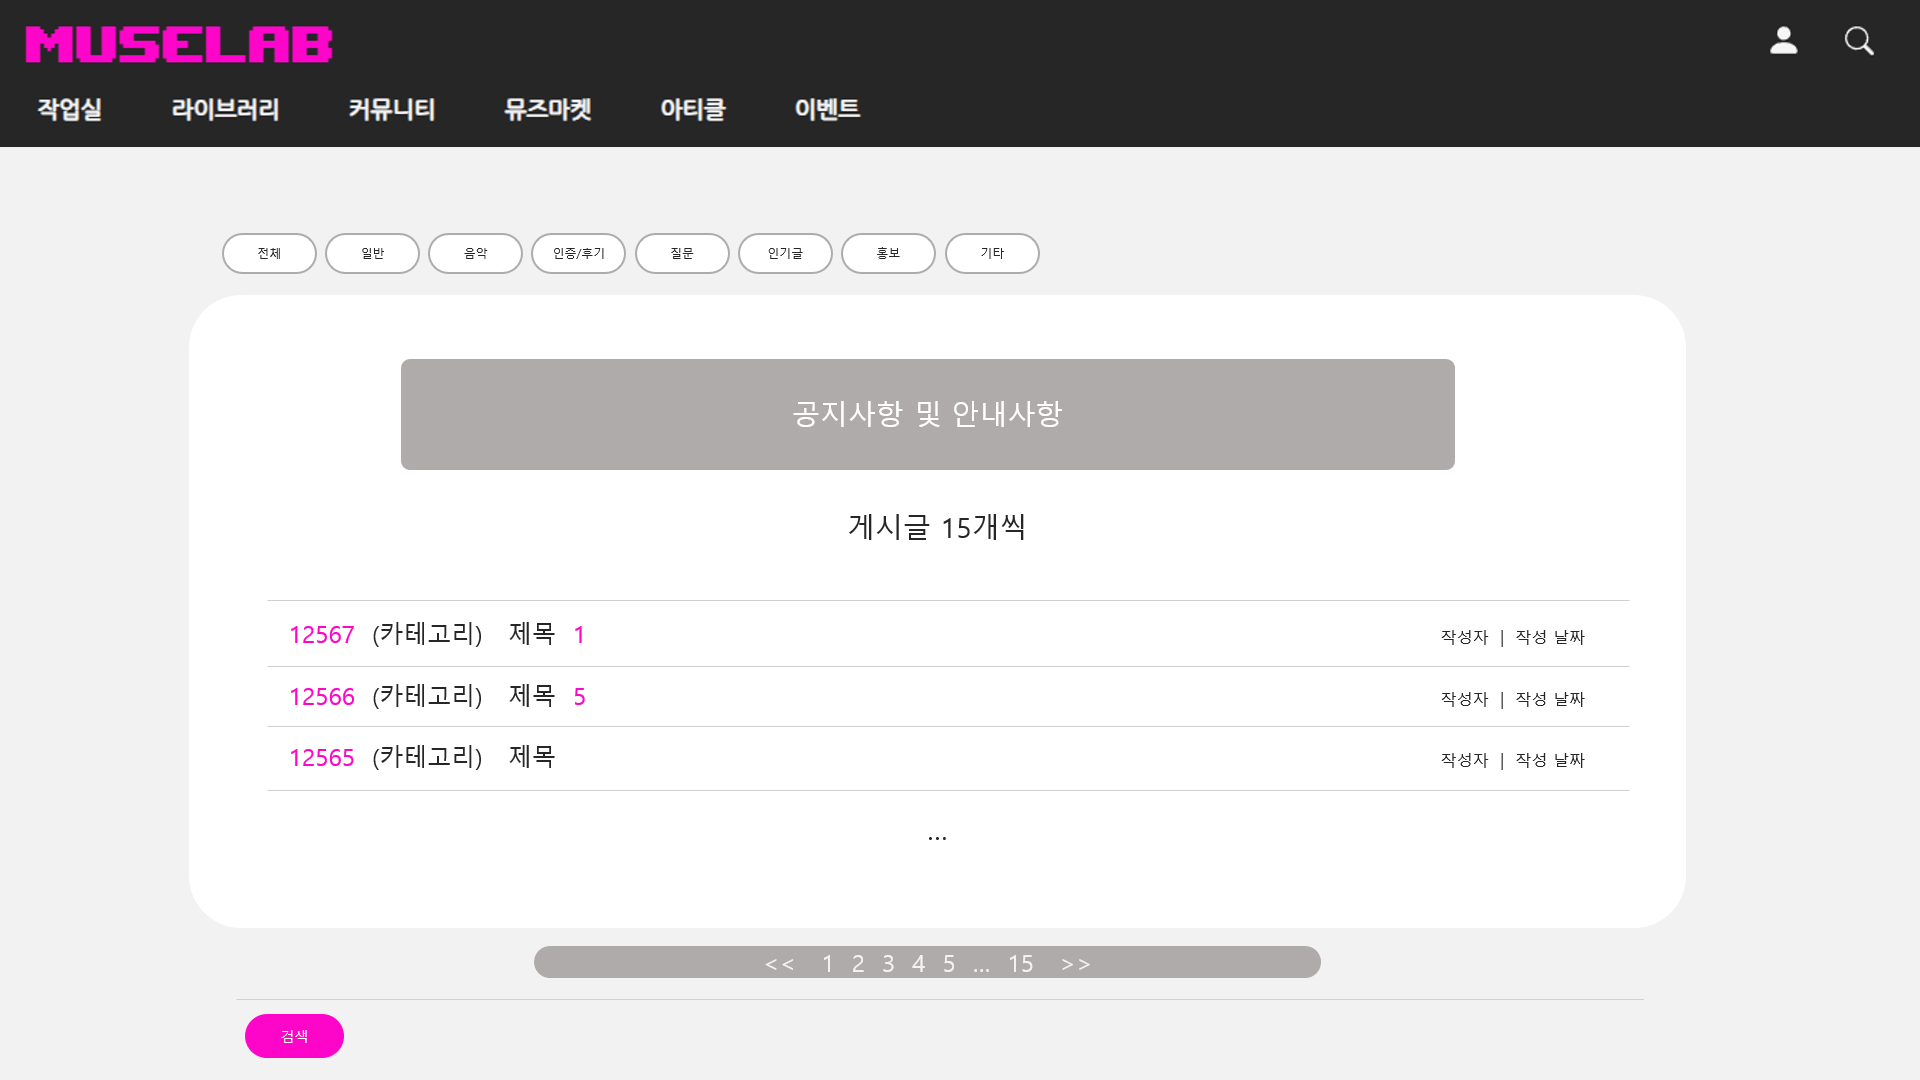 MUSELAB
작업실 라이브러리 커뮤니티 뮤즈마켓 아티클 이벤트
전체 일반 음악 인증/후기 질문 인기글 홍보 기타
공지사항 및 안내사항
게시글 15개씩
12567 (카테고리) 제목 1 작성자 | 작성 날짜
12566 (카테고리) 제목 5 작성자 | 작성 날짜
12565 (카테고리) 제목 작성자 | 작성 날짜
...
<< 1 2 3 4 5 ... 15 >>
검색